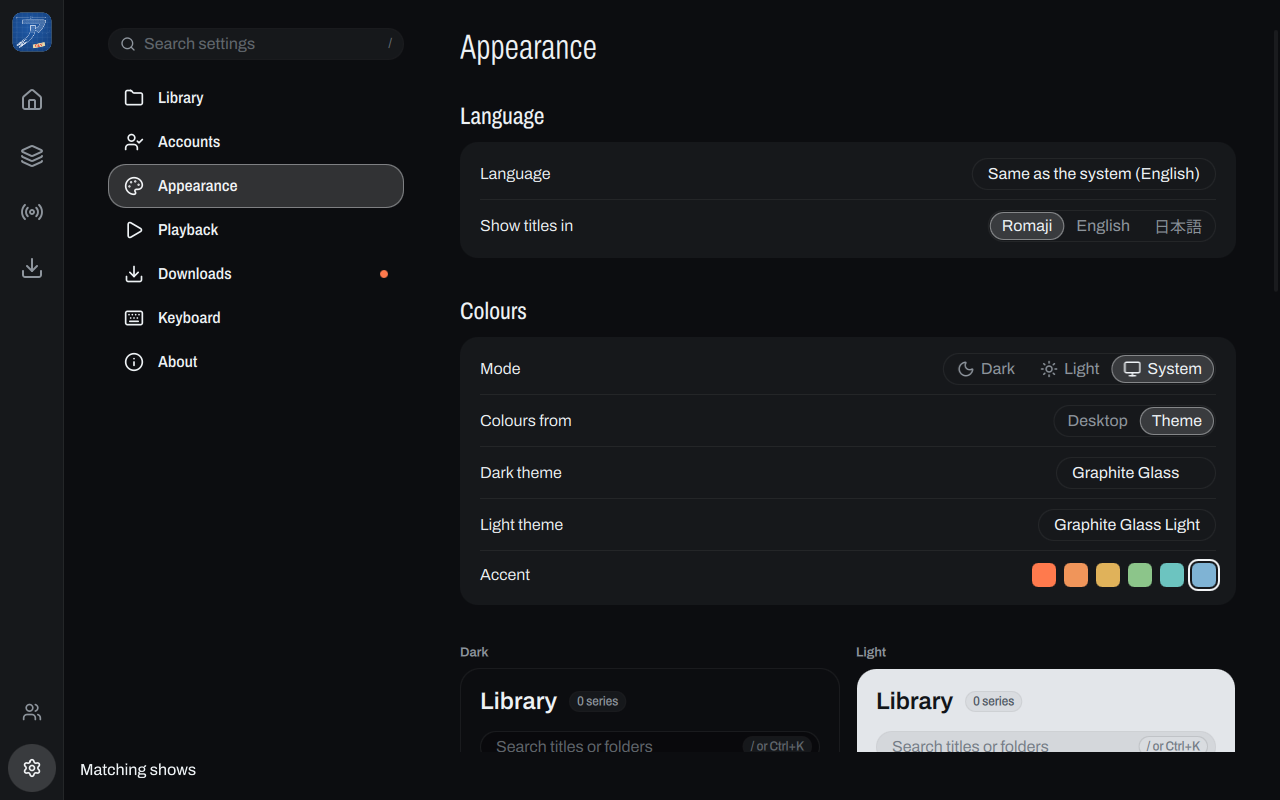 Search settings /
Library
Accounts
Appearance
Playback
Downloads
Keyboard
About
Appearance
Language
Language Same as the system (English)
Show titles in Romaji English 日本語
Colours
Mode Dark Light System
Colours from Desktop Theme
Dark theme Graphite Glass
Light theme Graphite Glass Light
Accent
Dark Light
Library 0 series Library 0 series
Search titles or folders / or Ctrl+K Search titles or folders / or Ctrl+K
Matching shows